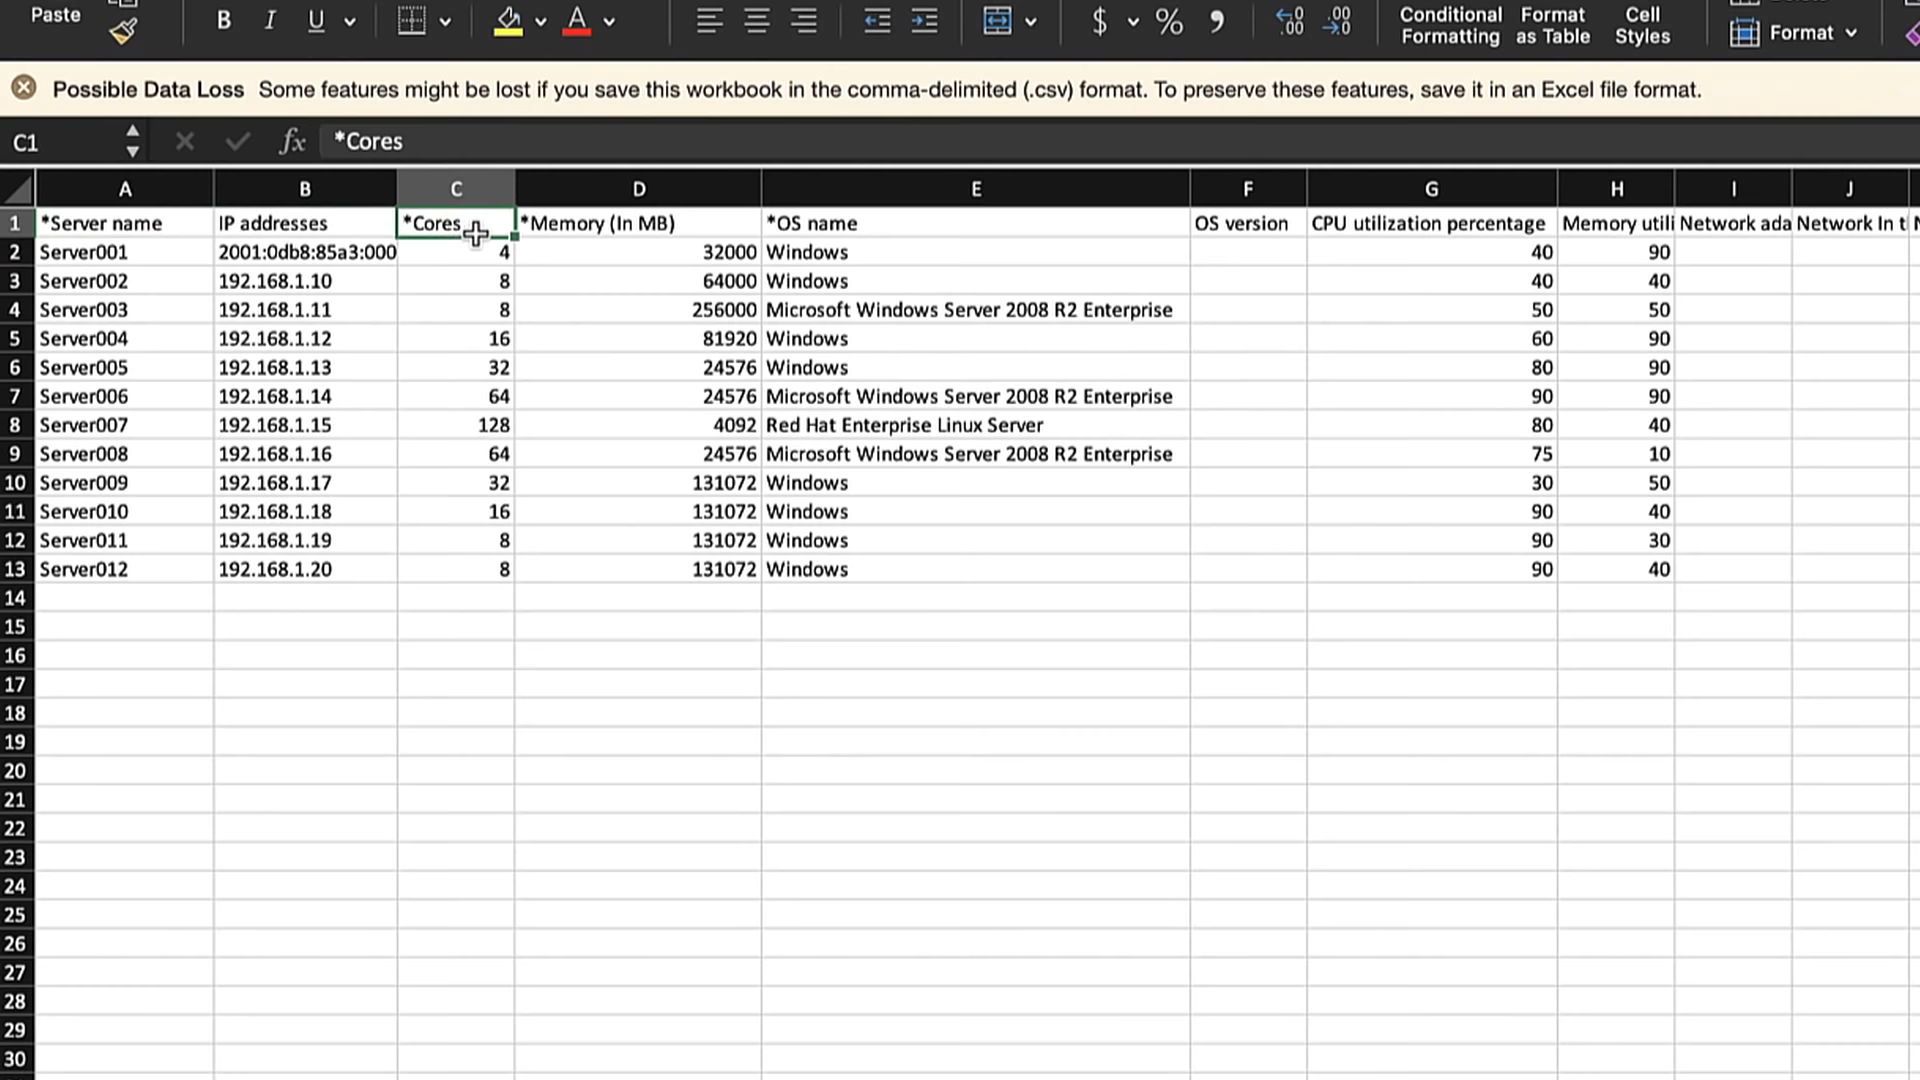 Paste
B I U
A
$ % 9
←0 .00
.00 →0
Conditional Formatting
Format as Table
Cell Styles
Format
Possible Data Loss Some features might be lost if you save this workbook in the comma-delimited (.csv) format. To preserve these features, save it in an Excel file format.
C1 fx *Cores
A B C D E F G H I J
1 *Server name IP addresses *Cores *Memory (In MB) *OS name OS version CPU utilization percentage Memory utili Network ada Network In t
2 Server001 2001:0db8:85a3:000 4 32000 Windows 40 90
3 Server002 192.168.1.10 8 64000 Windows 40 40
4 Server003 192.168.1.11 8 256000 Microsoft Windows Server 2008 R2 Enterprise 50 50
5 Server004 192.168.1.12 16 81920 Windows 60 90
6 Server005 192.168.1.13 32 24576 Windows 80 90
7 Server006 192.168.1.14 64 24576 Microsoft Windows Server 2008 R2 Enterprise 90 90
8 Server007 192.168.1.15 128 4092 Red Hat Enterprise Linux Server 80 40
9 Server008 192.168.1.16 64 24576 Microsoft Windows Server 2008 R2 Enterprise 75 10
10 Server009 192.168.1.17 32 131072 Windows 30 50
11 Server010 192.168.1.18 16 131072 Windows 90 40
12 Server011 192.168.1.19 8 131072 Windows 90 30
13 Server012 192.168.1.20 8 131072 Windows 90 40
14
15
16
17
18
19
20
21
22
23
24
25
26
27
28
29
30